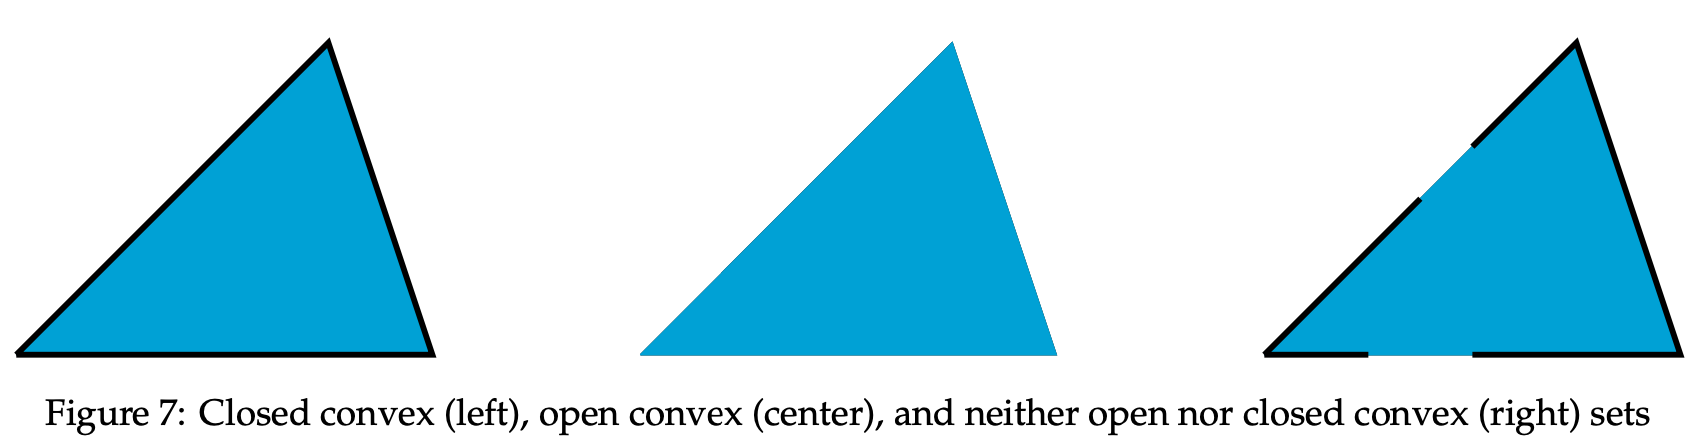 Figure 7: Closed convex (left), open convex (center), and neither open nor closed convex (right) sets